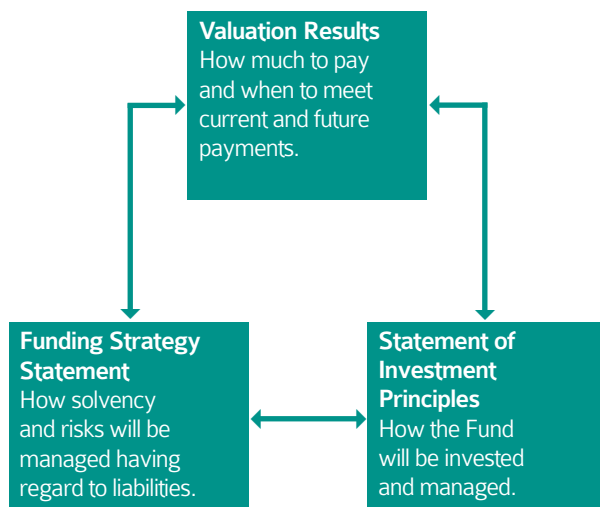 Valuation Results
How much to pay
and when to meet
current and future
payments.
Funding Strategy
Statement
How solvency
and risks will be
managed having
regard to liabilities.
Statement of
Investment
Principles
How the Fund
will be invested
and managed.